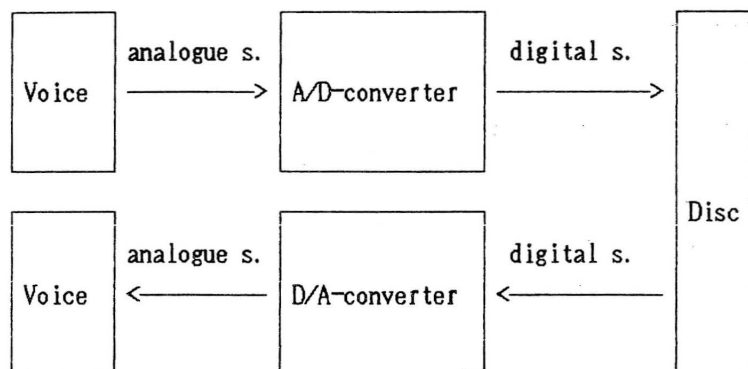 analogue s.
digital s.
Voice
A/D-converter
Disc
analogue s.
digital s.
Voice
D/A-converter